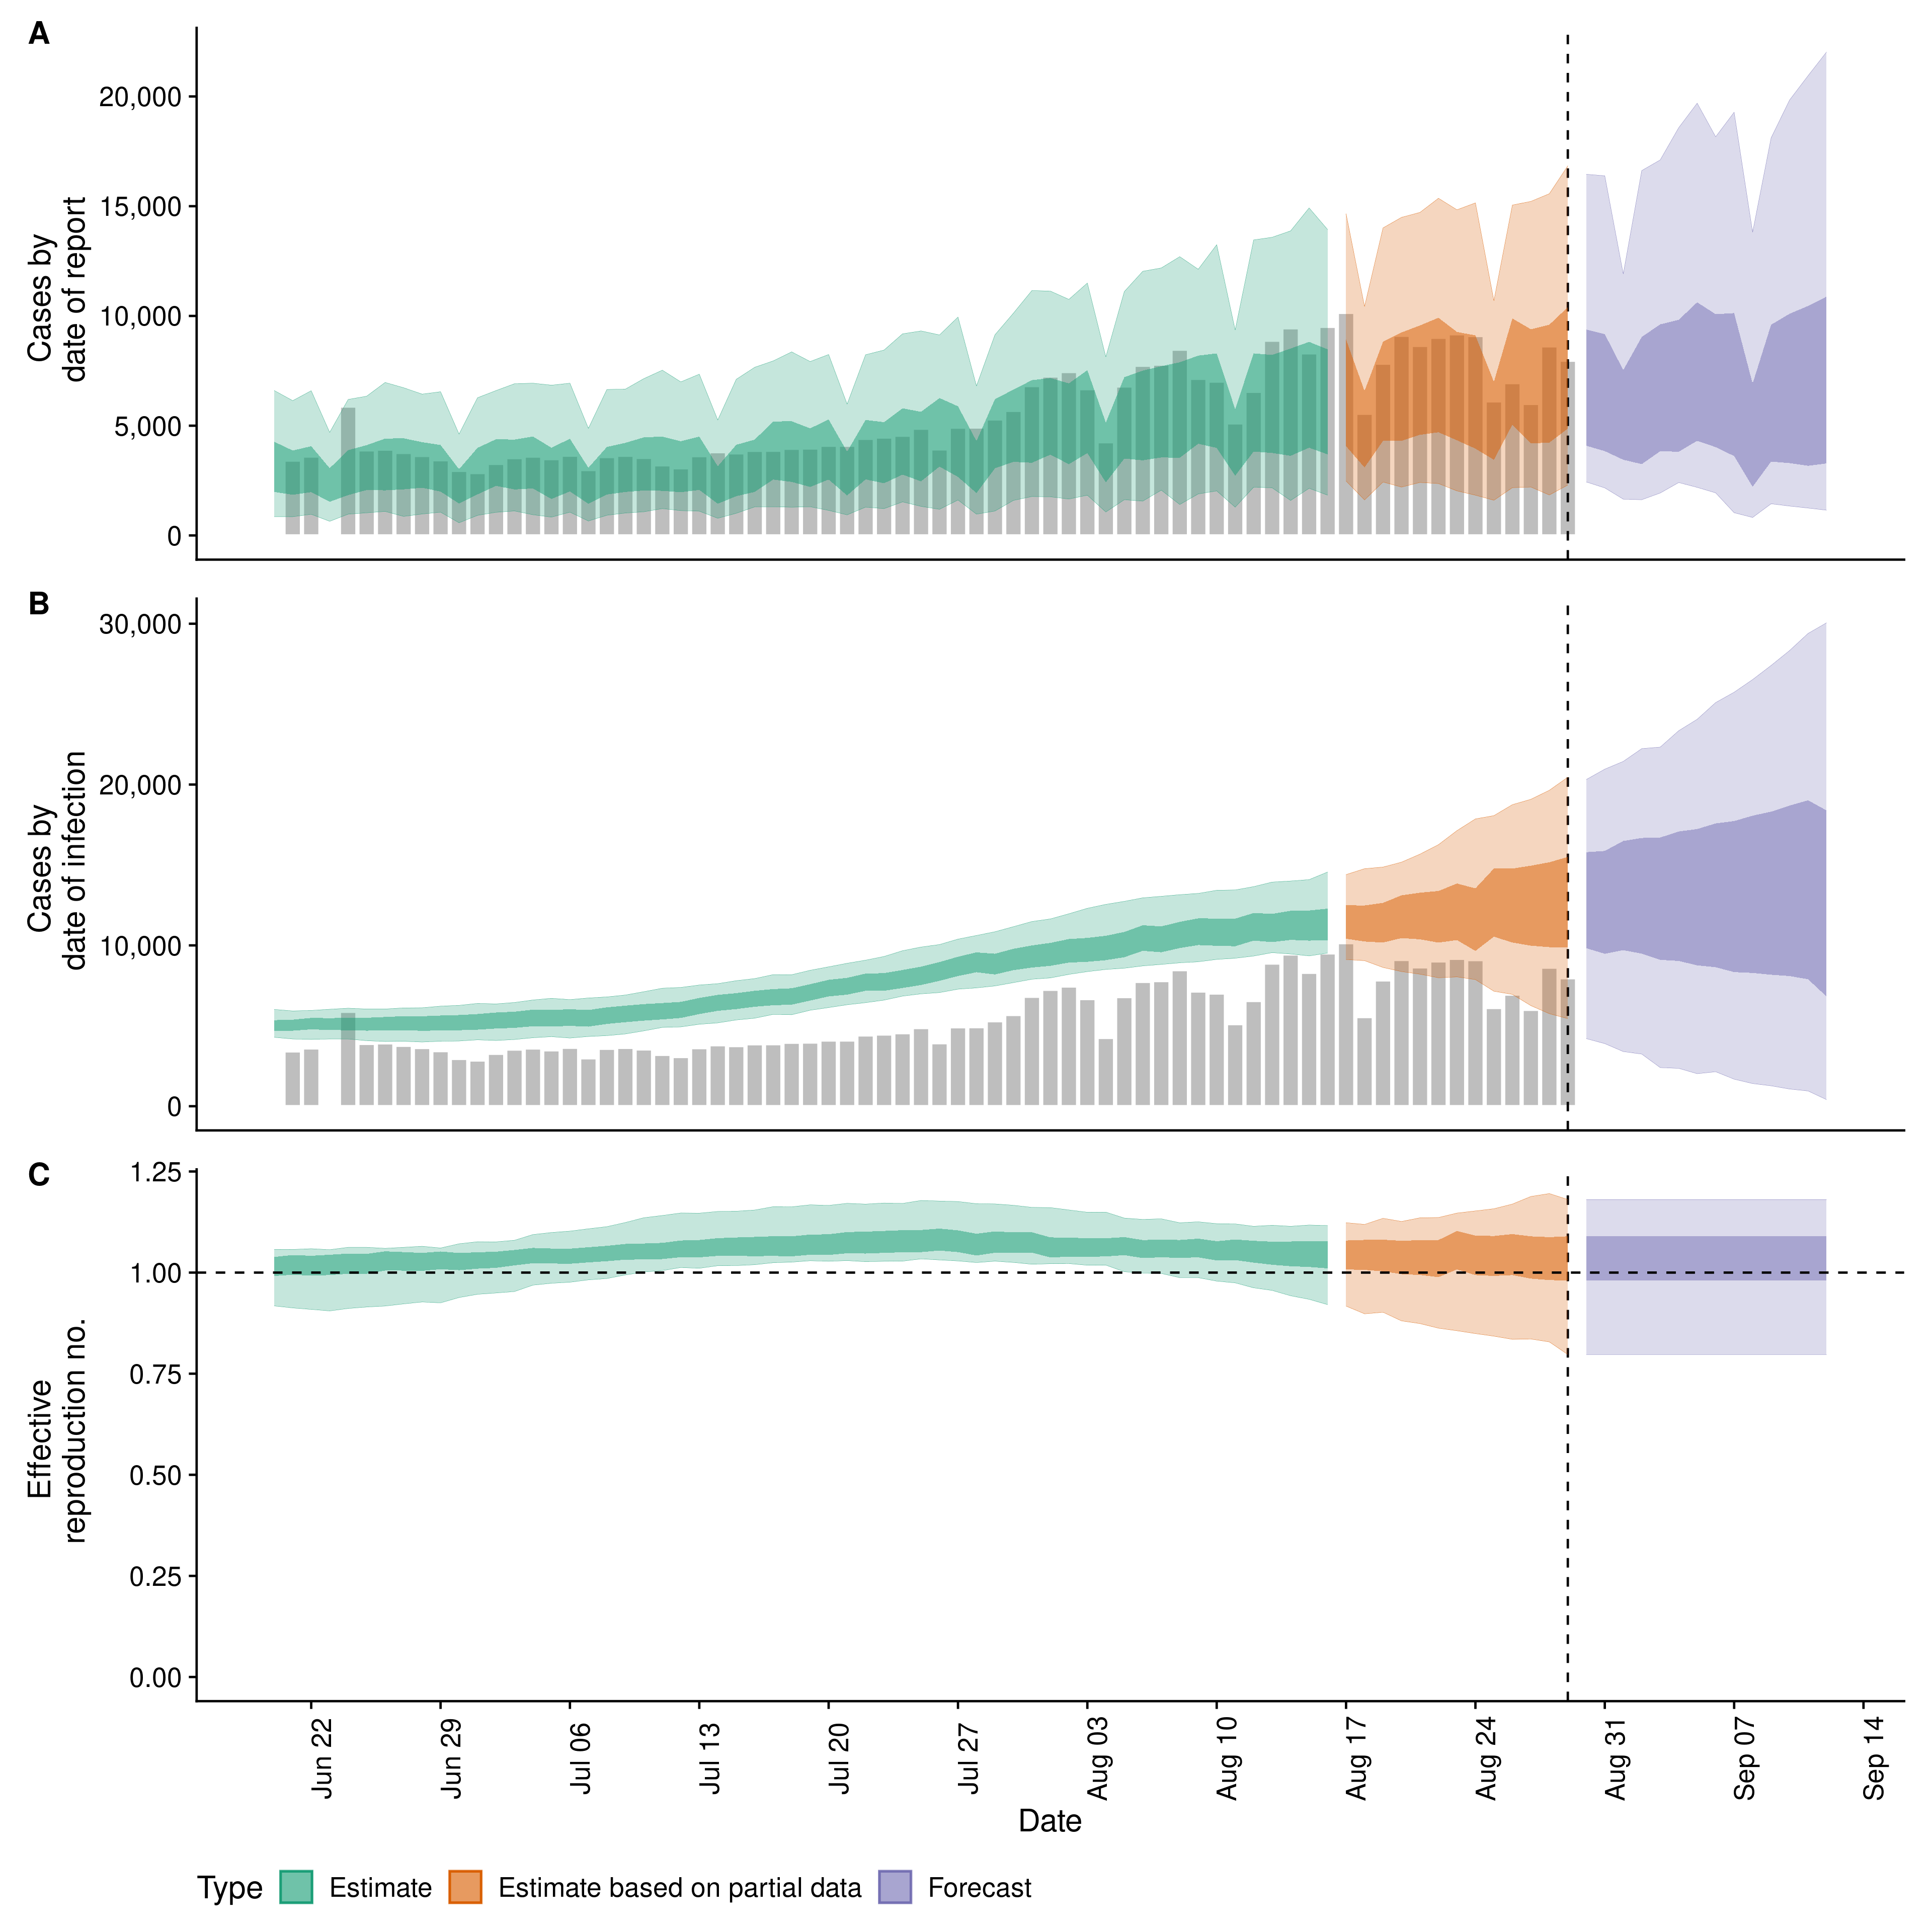 A
Cases by
date of report
20,000
15,000
10,000
5,000
0
B
Cases by
date of infection
30,000
20,000
10,000
0
C
Effective
reproduction no.
1.25
1.00
0.75
0.50
0.25
0.00
Jun 22
Jun 29
Jul 06
Jul 13
Jul 20
Jul 27
Aug 03
Aug 10
Aug 17
Aug 24
Aug 31
Sep 07
Sep 14
Date
Type Estimate Estimate based on partial data Forecast